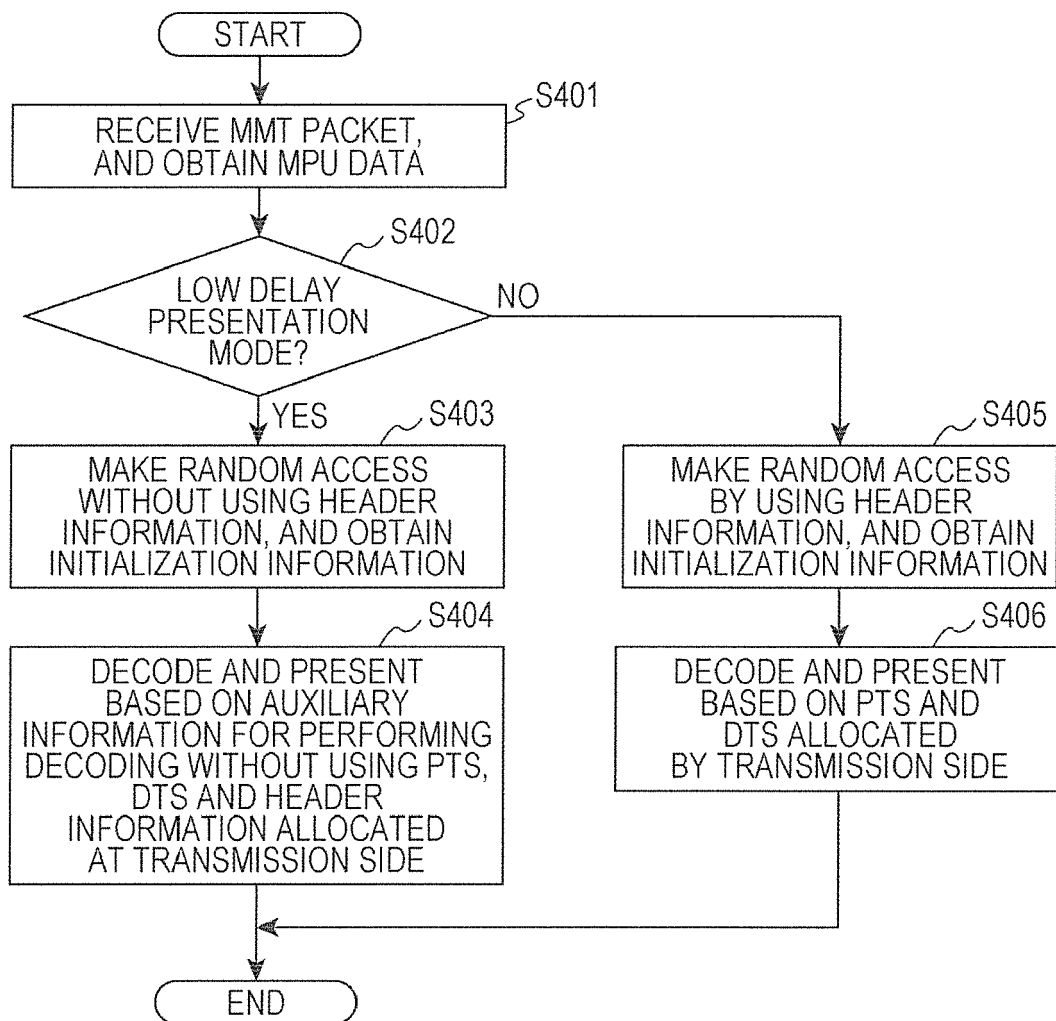 START
S401
RECEIVE MMT PACKET,
AND OBTAIN MPU DATA
S402
LOW DELAY
PRESENTATION
MODE?
NO
YES
S403
MAKE RANDOM ACCESS
WITHOUT USING HEADER
INFORMATION, AND OBTAIN
INITIALIZATION INFORMATION
S405
MAKE RANDOM ACCESS
BY USING HEADER
INFORMATION, AND OBTAIN
INITIALIZATION INFORMATION
S404
DECODE AND PRESENT
BASED ON AUXILIARY
INFORMATION FOR PERFORMING
DECODING WITHOUT USING PTS,
DTS AND HEADER
INFORMATION ALLOCATED
AT TRANSMISSION SIDE
S406
DECODE AND PRESENT
BASED ON PTS AND
DTS ALLOCATED
BY TRANSMISSION SIDE
END